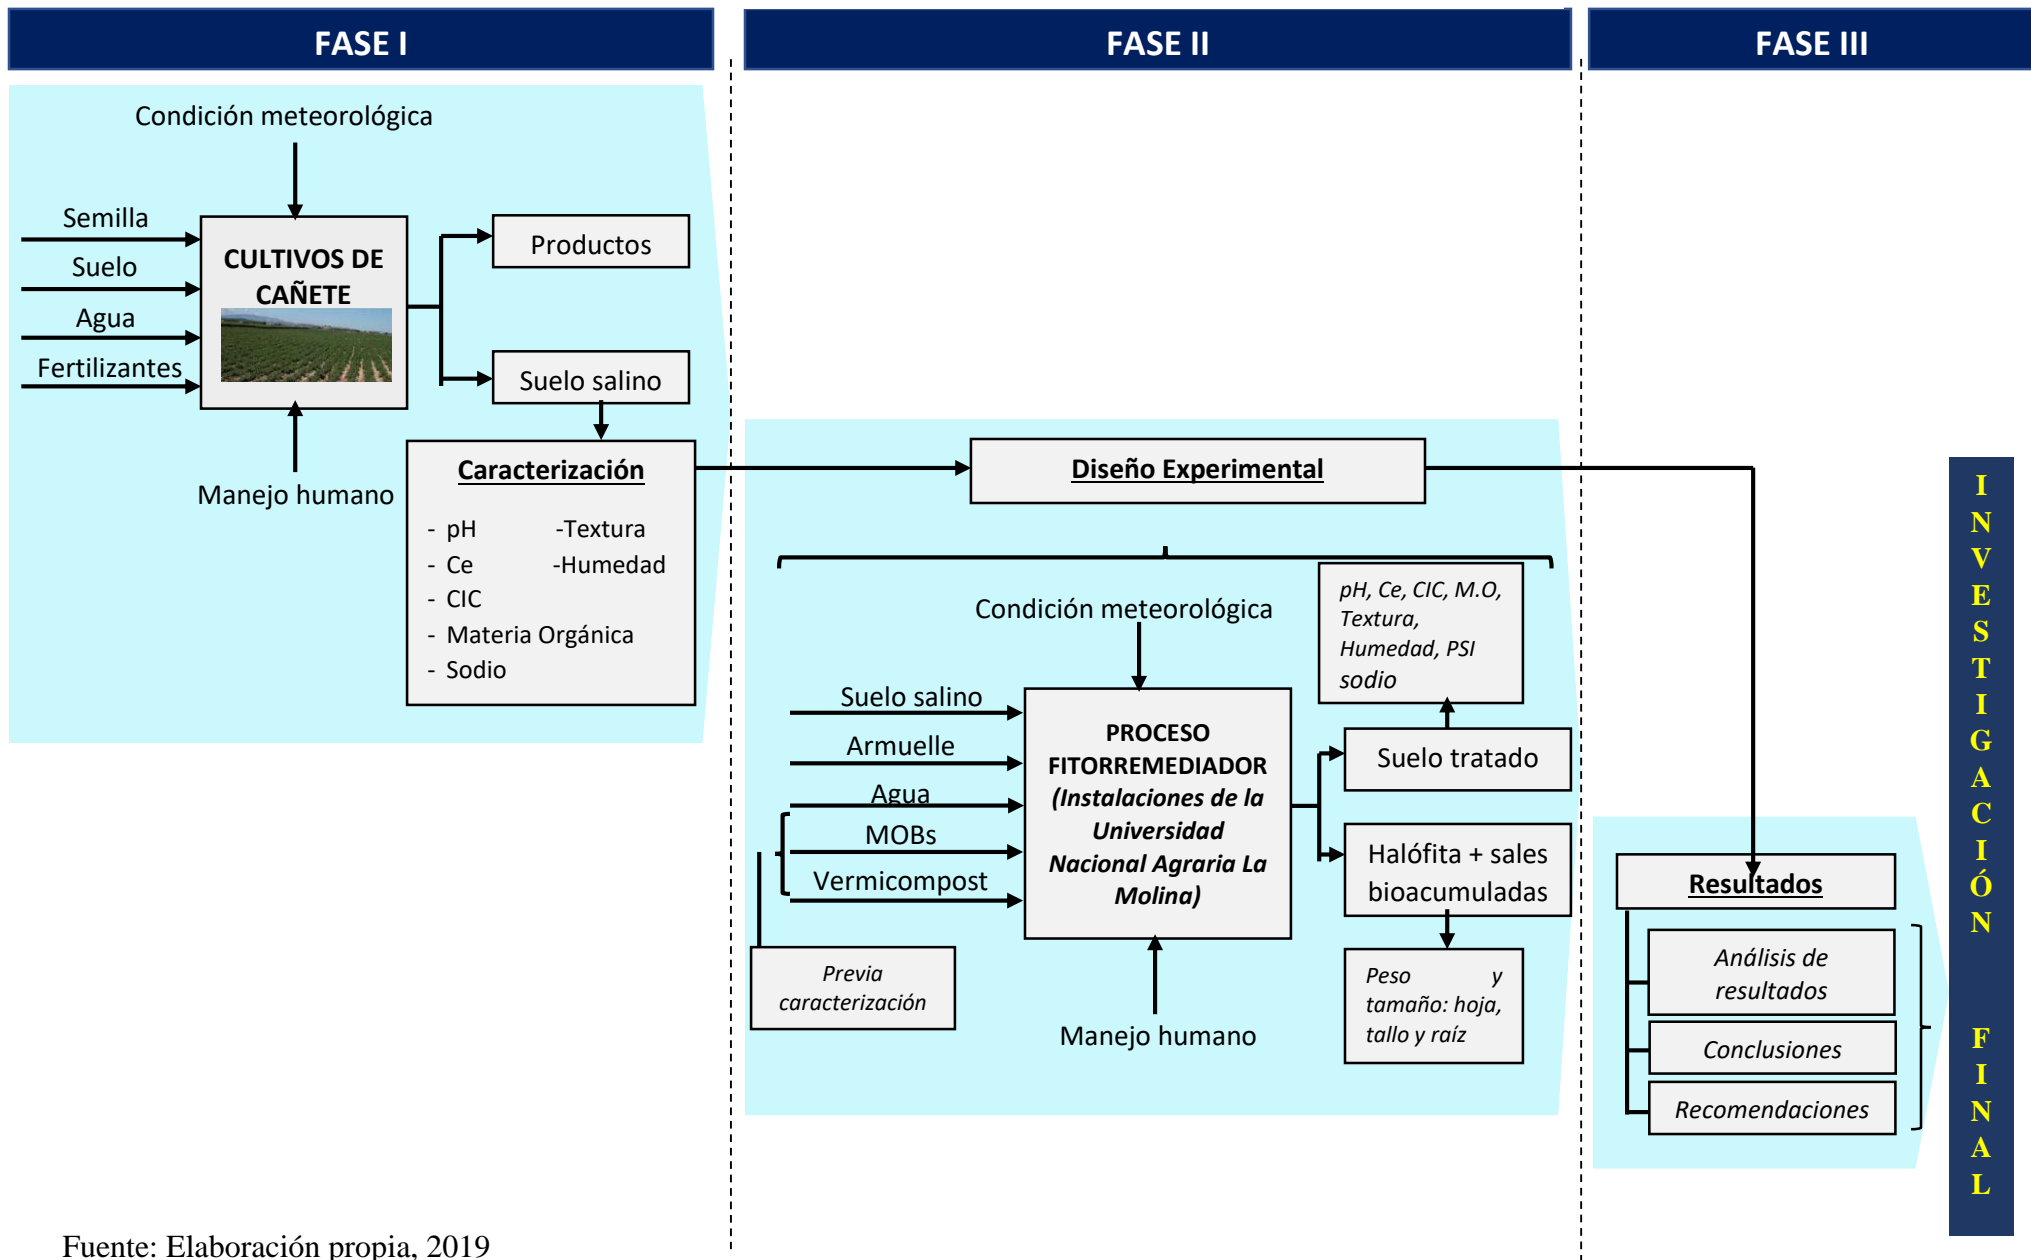 FASE I
FASE II
FASE III
Condición meteorológica
Semilla
Suelo
Agua
Fertilizantes
CULTIVOS DE
CAÑETE
Manejo humano
Productos
Suelo salino
Caracterización
- pH -Textura
- Ce -Humedad
- CIC
- Materia Orgánica
- Sodio
Diseño Experimental
Condición meteorológica
Suelo salino
Armuelle
Agua
MOBs
Vermicompost
Previa
caracterización
PROCESO
FITORREMEDIADOR
(Instalaciones de la
Universidad
Nacional Agraria La
Molina)
Manejo humano
pH, Ce, CIC, M.O,
Textura,
Humedad, PSI
sodio
Suelo tratado
Halófita + sales
bioacumuladas
Peso y
tamaño: hoja,
tallo y raíz
Resultados
Análisis de
resultados
Conclusiones
Recomendaciones
INVESTIGACIÓN FINAL
Fuente: Elaboración propia, 2019